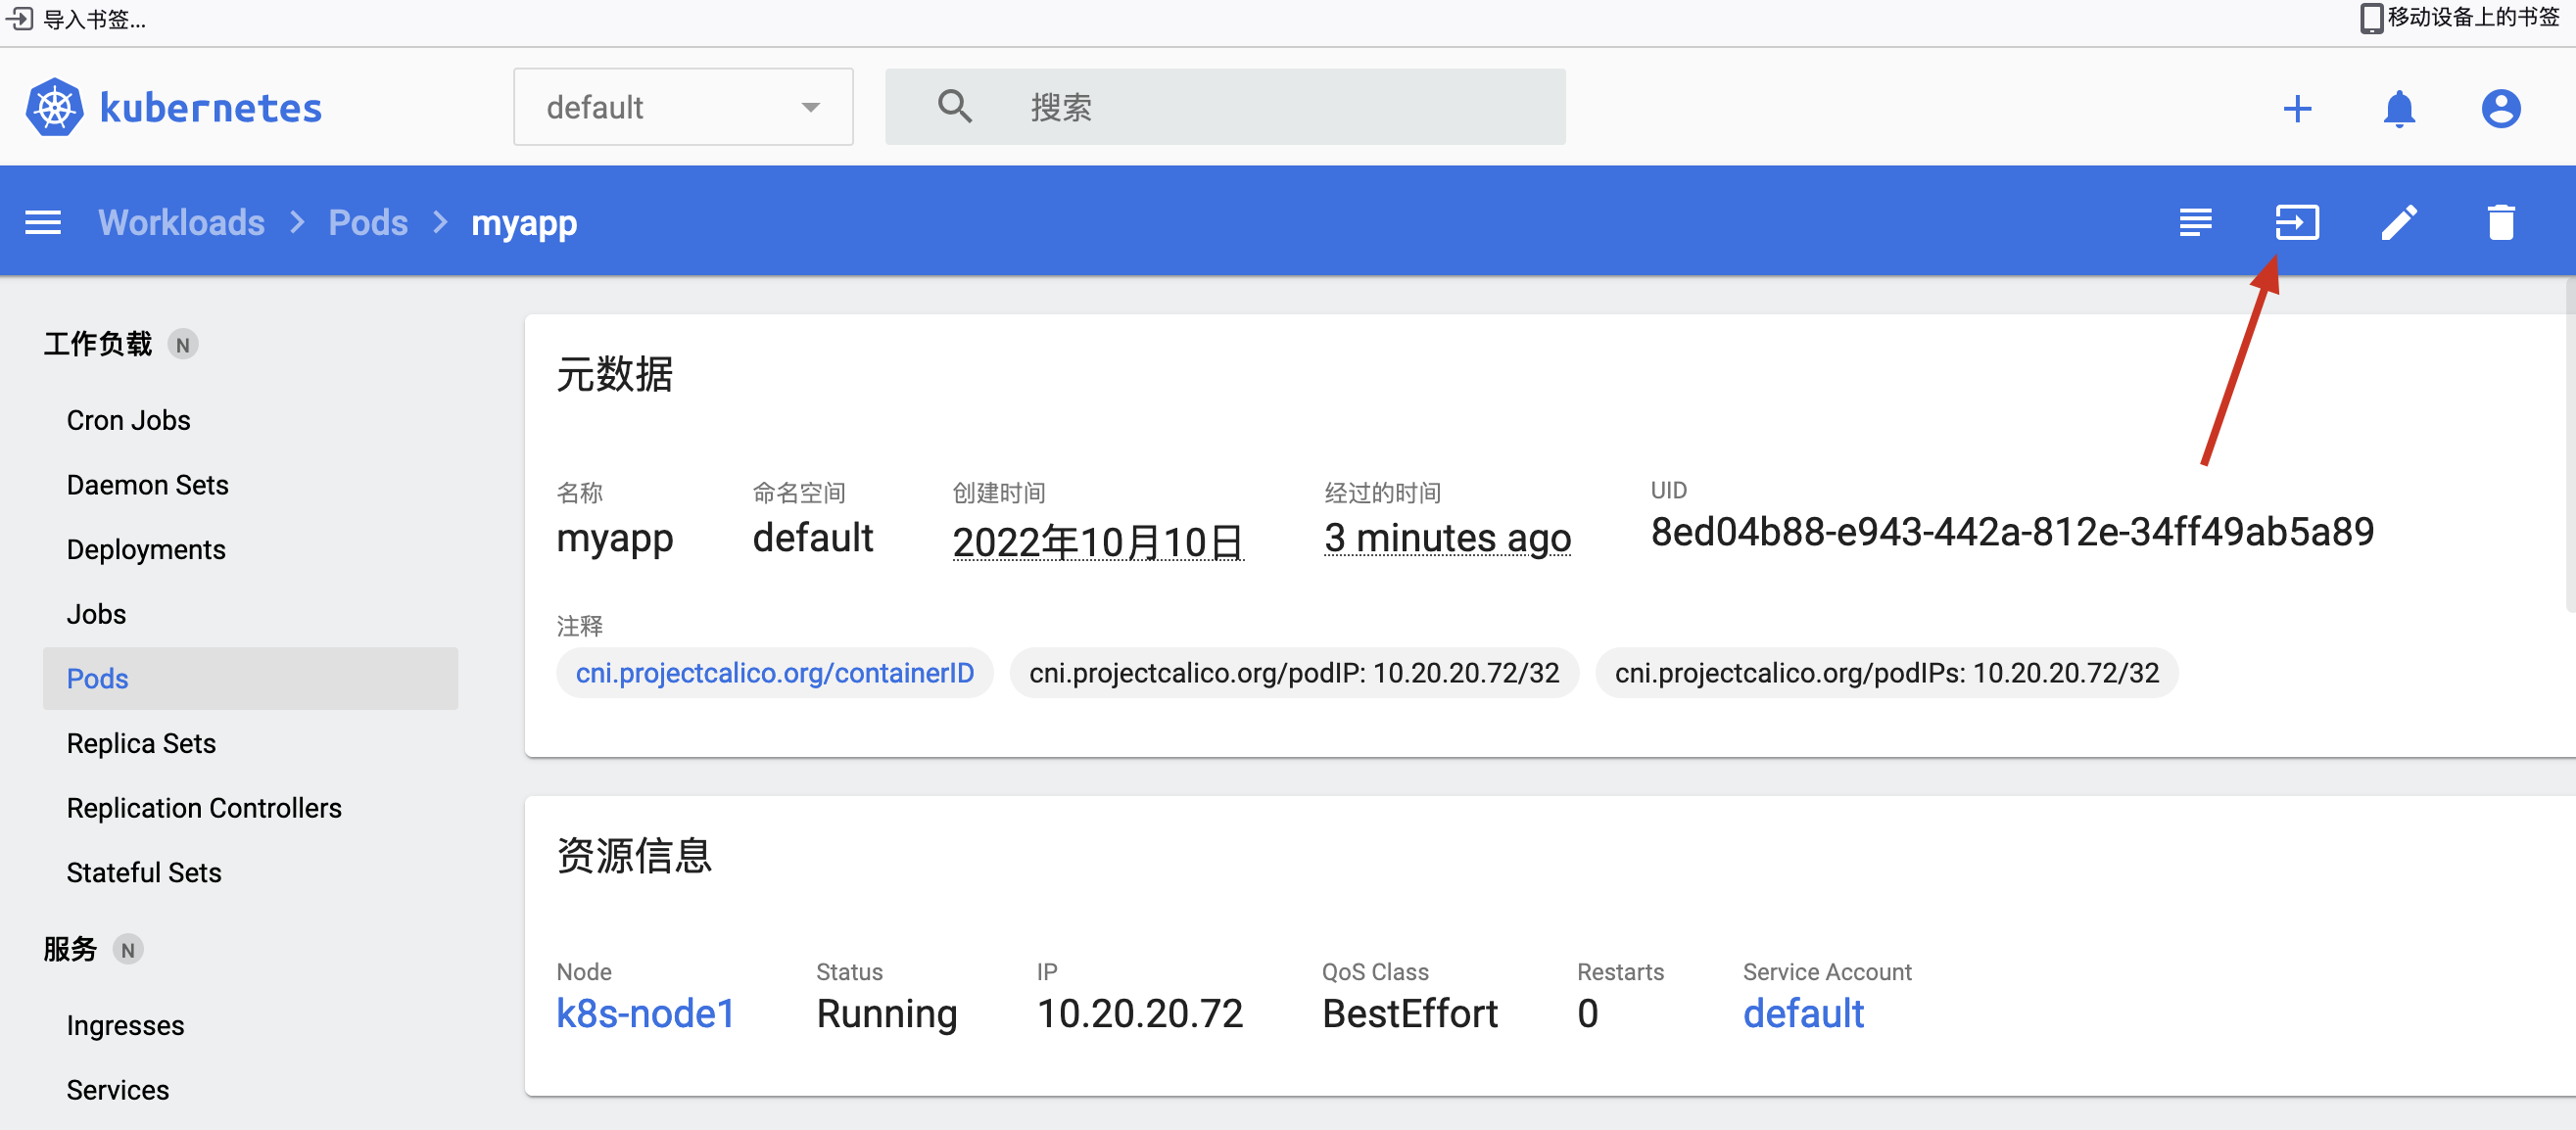 导入书签...
移动设备上的书签
kubernetes
default
搜索
Workloads > Pods > myapp
工作负载 N
Cron Jobs
Daemon Sets
Deployments
Jobs
Pods
Replica Sets
Replication Controllers
Stateful Sets
服务 N
Ingresses
Services
元数据
名称 命名空间 创建时间 经过的时间 UID
myapp default 2022年10月10日 3 minutes ago 8ed04b88-e943-442a-812e-34ff49ab5a89
注释
cni.projectcalico.org/containerID cni.projectcalico.org/podIP: 10.20.20.72/32 cni.projectcalico.org/podIPs: 10.20.20.72/32
资源信息
Node Status IP QoS Class Restarts Service Account
k8s-node1 Running 10.20.20.72 BestEffort 0 default